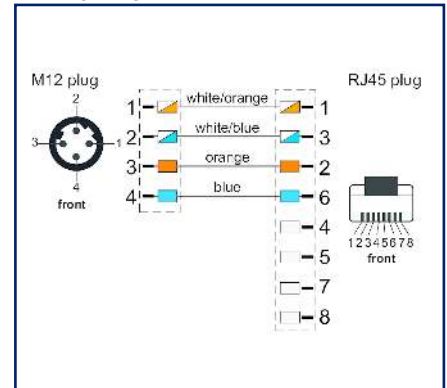 M12 plug
RJ45 plug
2
3
1
4
front
1 white/orange 1
2 white/blue 3
3 orange 2
4 blue 6
4
5
7
8
12345678
front